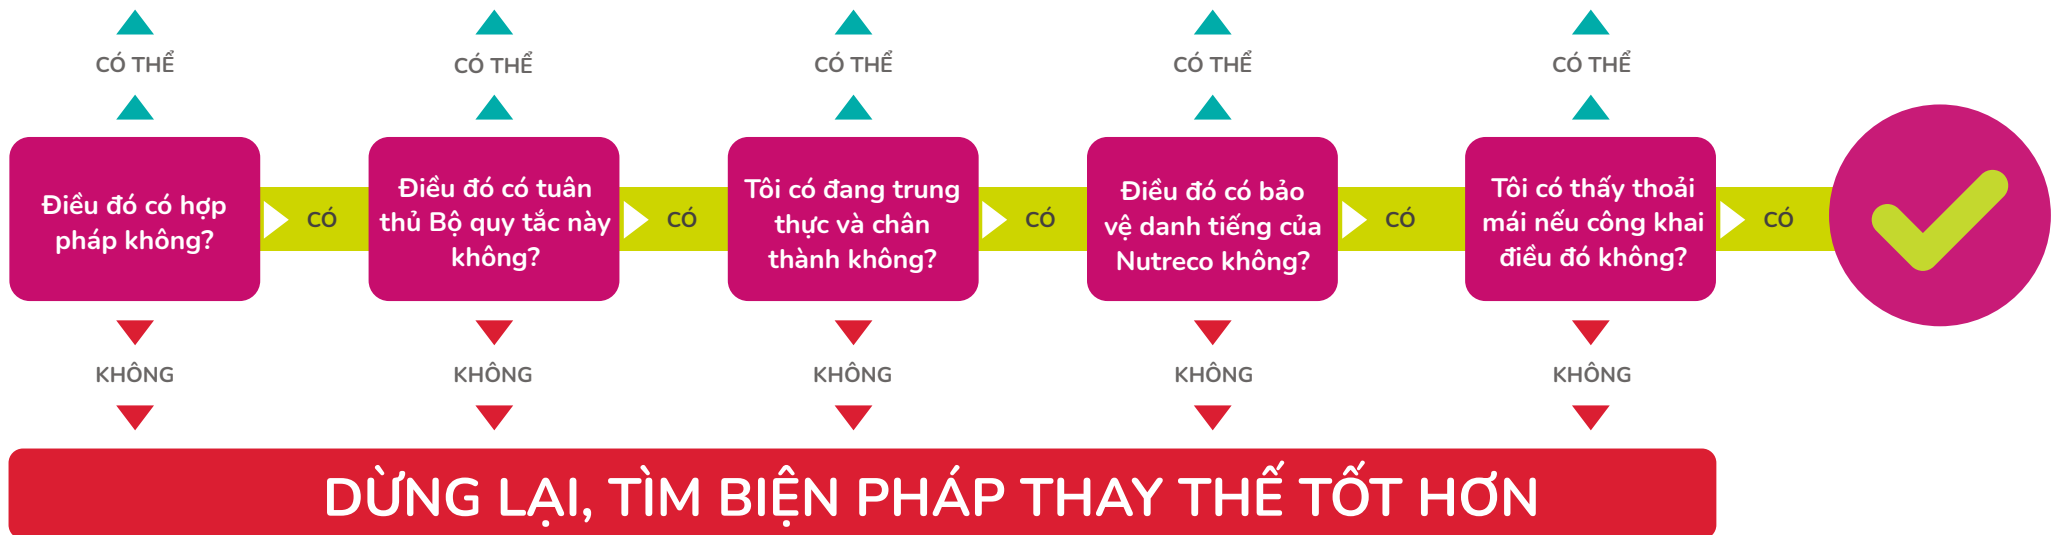 CÓ THỂ
CÓ THỂ
CÓ THỂ
CÓ THỂ
CÓ THỂ
Điều đó có hợp
pháp không?
CÓ
Điều đó có tuân
thủ Bộ quy tắc này
không?
CÓ
Tôi có đang trung
thực và chân
thành không?
CÓ
Điều đó có bảo
vệ danh tiếng của
Nutreco không?
CÓ
Tôi có thấy thoải
mái nếu công khai
điều đó không?
CÓ
KHÔNG
KHÔNG
KHÔNG
KHÔNG
KHÔNG
DỪNG LẠI, TÌM BIỆN PHÁP THAY THẾ TỐT HƠN